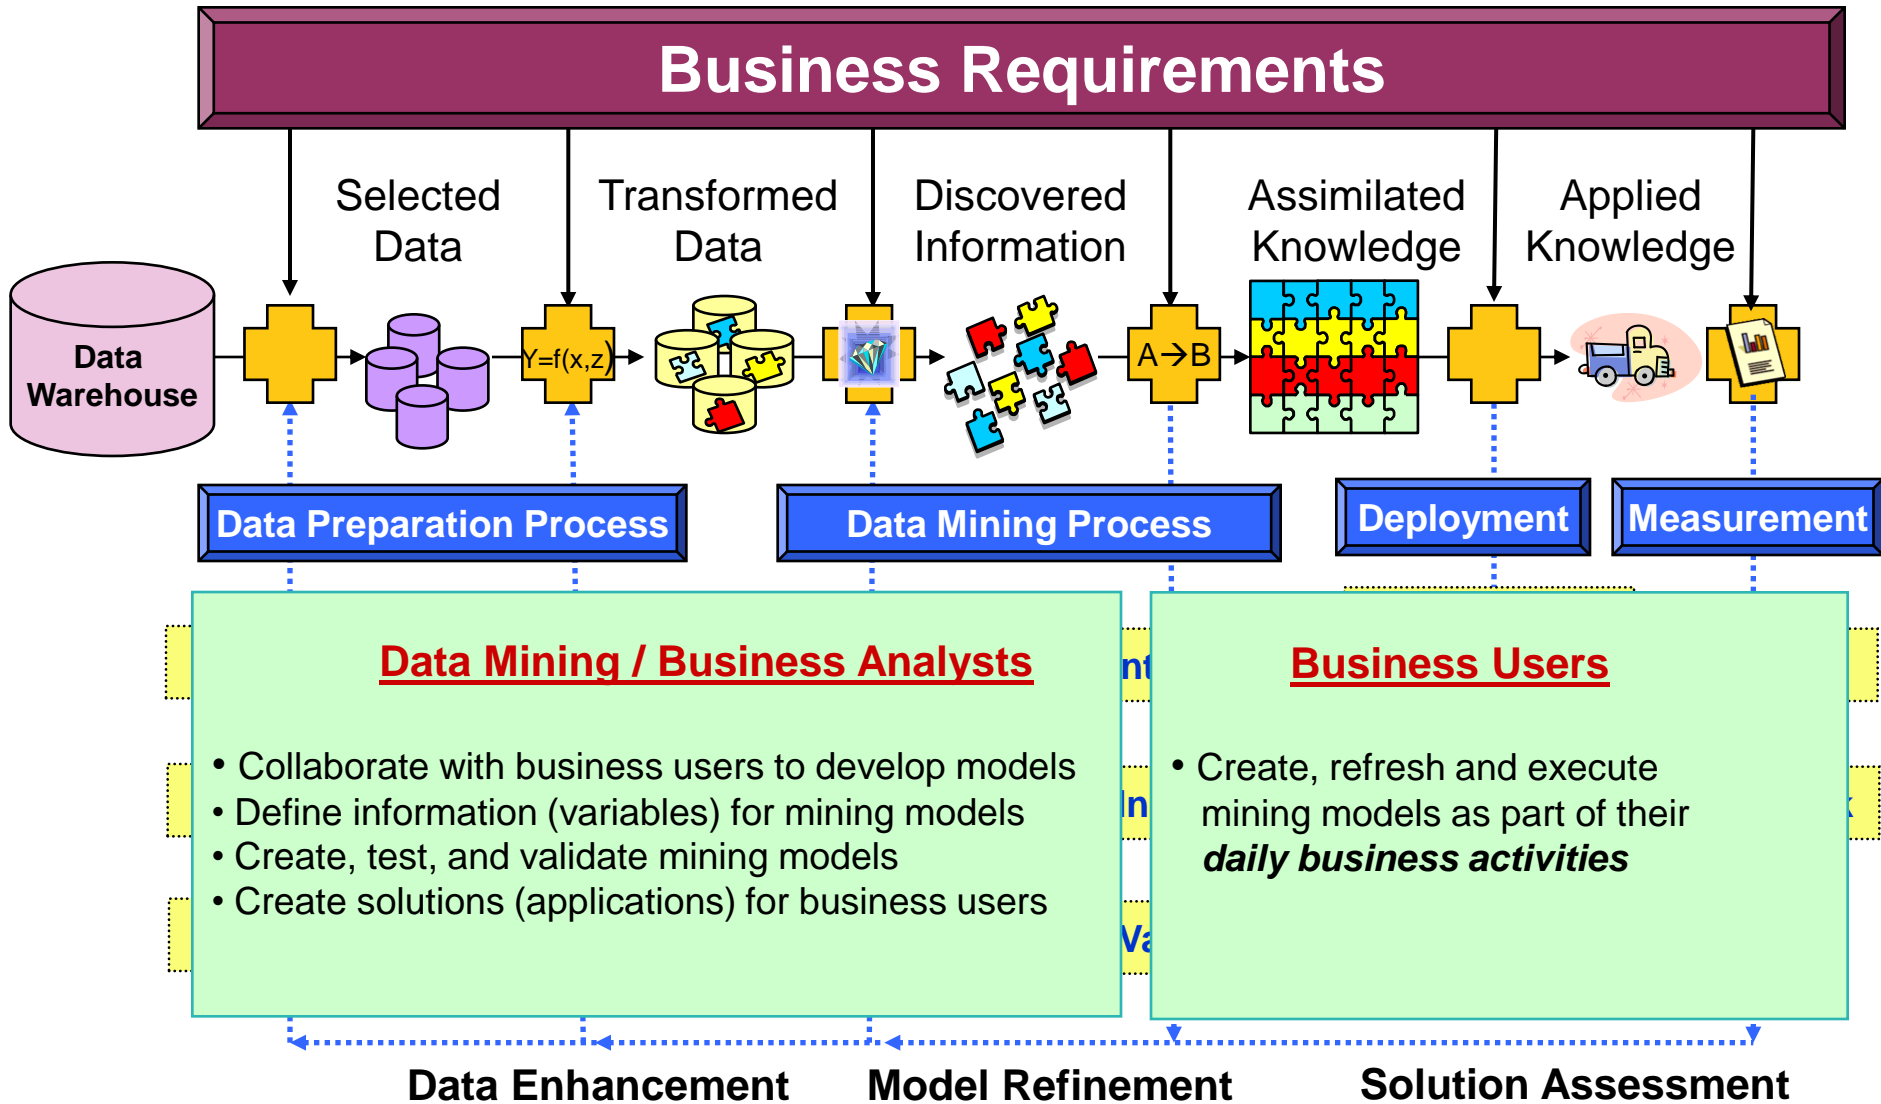 Business Requirements
Selected
Data
Transformed
Data
Discovered
Information
Assimilated
Knowledge
Applied
Knowledge
Data
Warehouse
Y=f(x,z)
A→B
Data Preparation Process
Data Mining Process
Deployment
Measurement
Data Mining / Business Analysts
• Collaborate with business users to develop models
• Define information (variables) for mining models
• Create, test, and validate mining models
• Create solutions (applications) for business users
Business Users
• Create, refresh and execute
mining models as part of their
daily business activities
Data Enhancement
Model Refinement
Solution Assessment